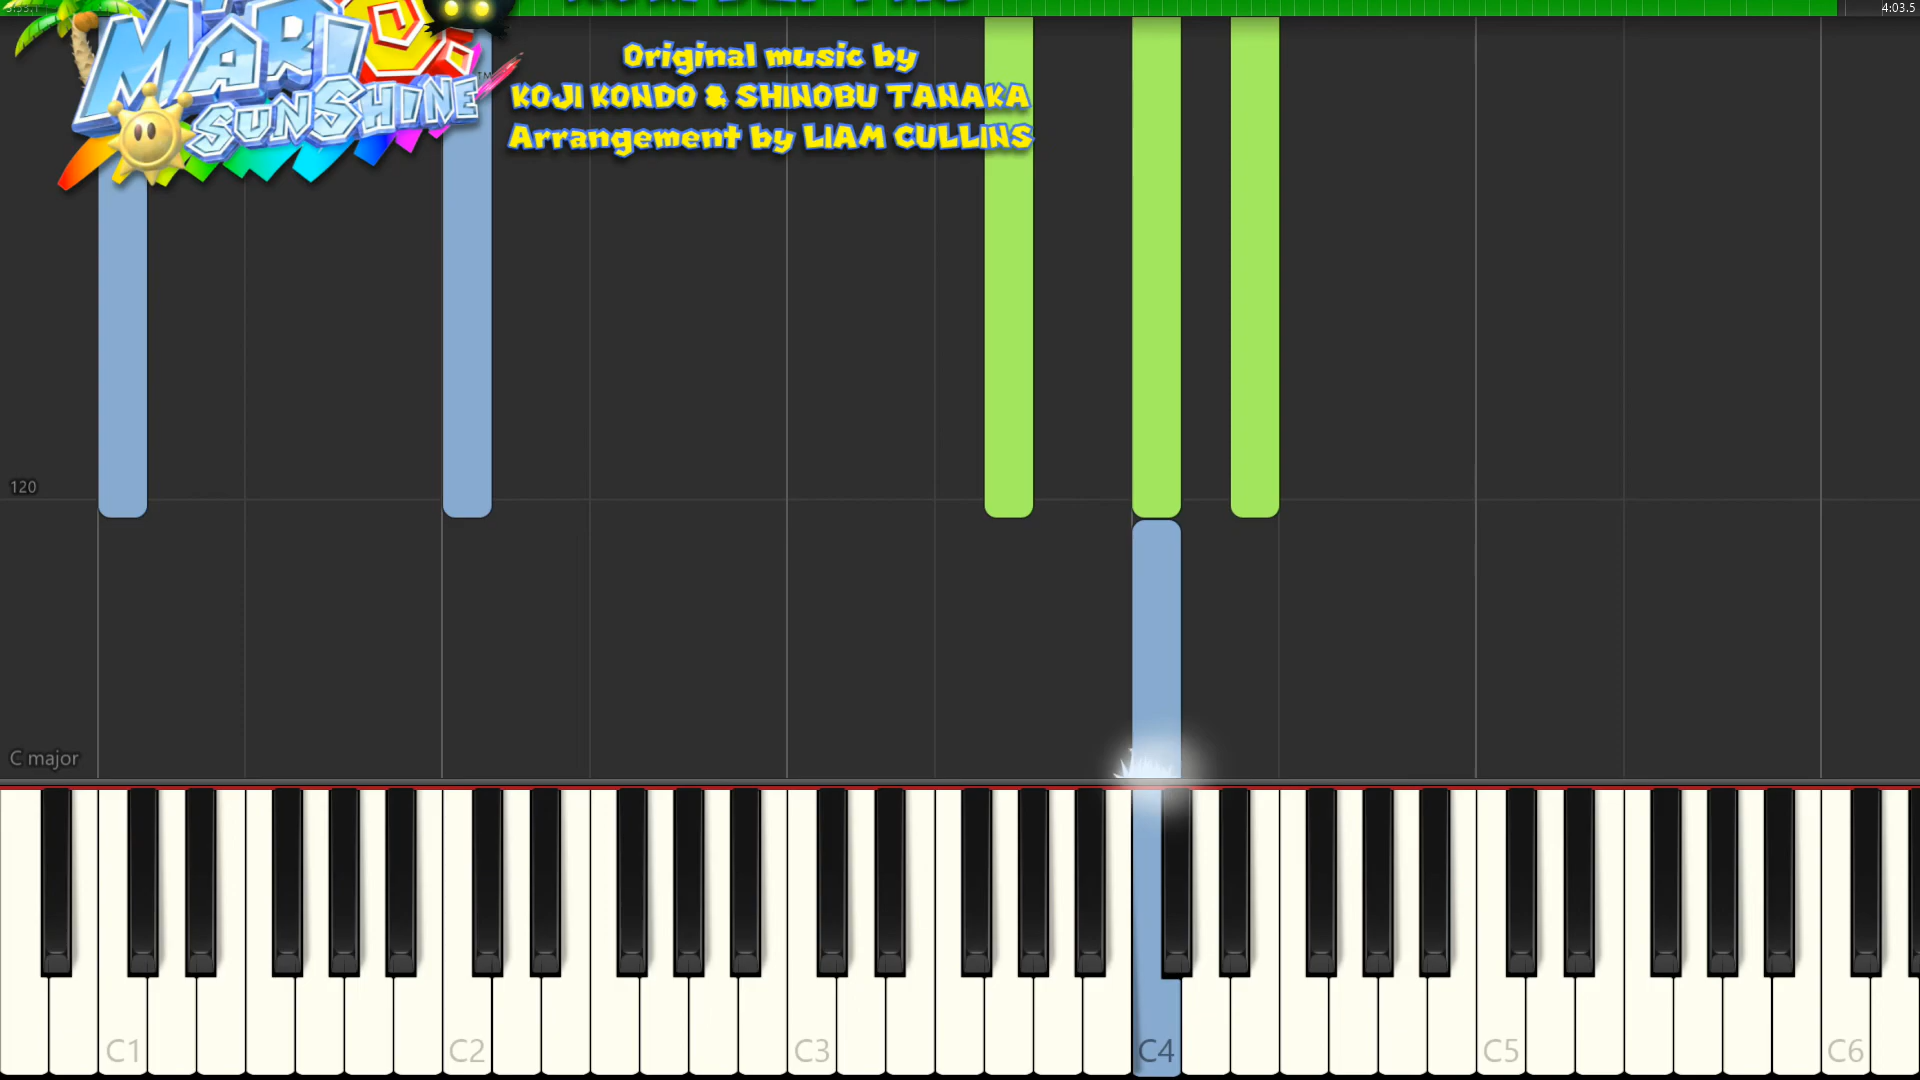 4:03.5
MARIO
SUNSHINE
TM
Original music by
KOJI KONDO & SHINOBU TANAKA
Arrangement by LIAM CULLINS
120
C major
C1 C2 C3 C4 C5 C6